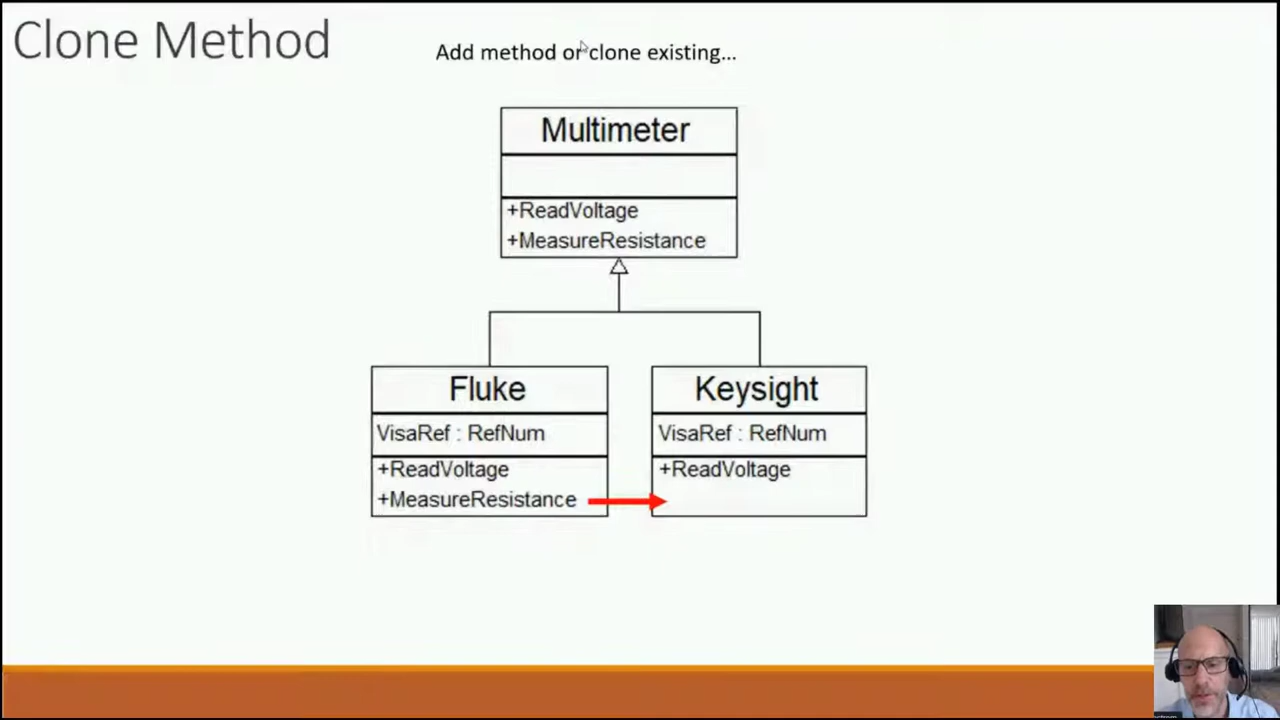 Clone Method
Add method or clone existing...
Multimeter
+ReadVoltage
+MeasureResistance
Fluke
VisaRef : RefNum
+ReadVoltage
+MeasureResistance
Keysight
VisaRef : RefNum
+ReadVoltage